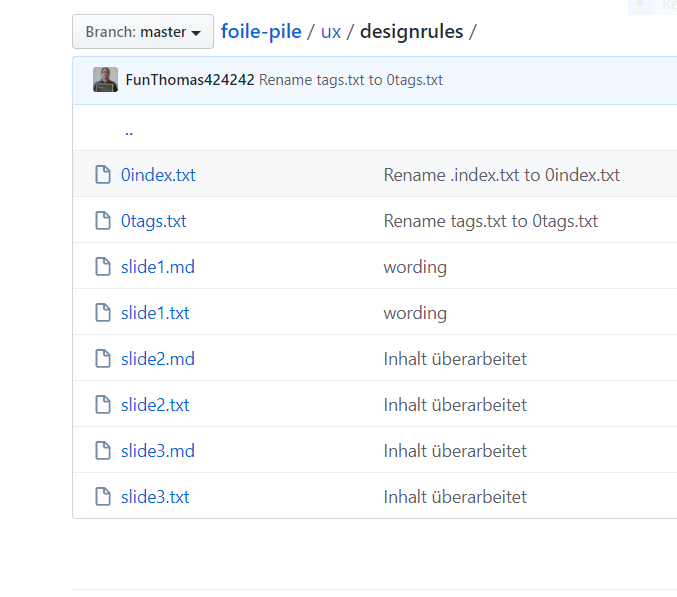 Branch: master
foile-pile / ux / designrules /
FunThomas424242 Rename tags.txt to 0tags.txt
..
0index.txt Rename .index.txt to 0index.txt
0tags.txt Rename tags.txt to 0tags.txt
slide1.md wording
slide1.txt wording
slide2.md Inhalt überarbeitet
slide2.txt Inhalt überarbeitet
slide3.md Inhalt überarbeitet
slide3.txt Inhalt überarbeitet